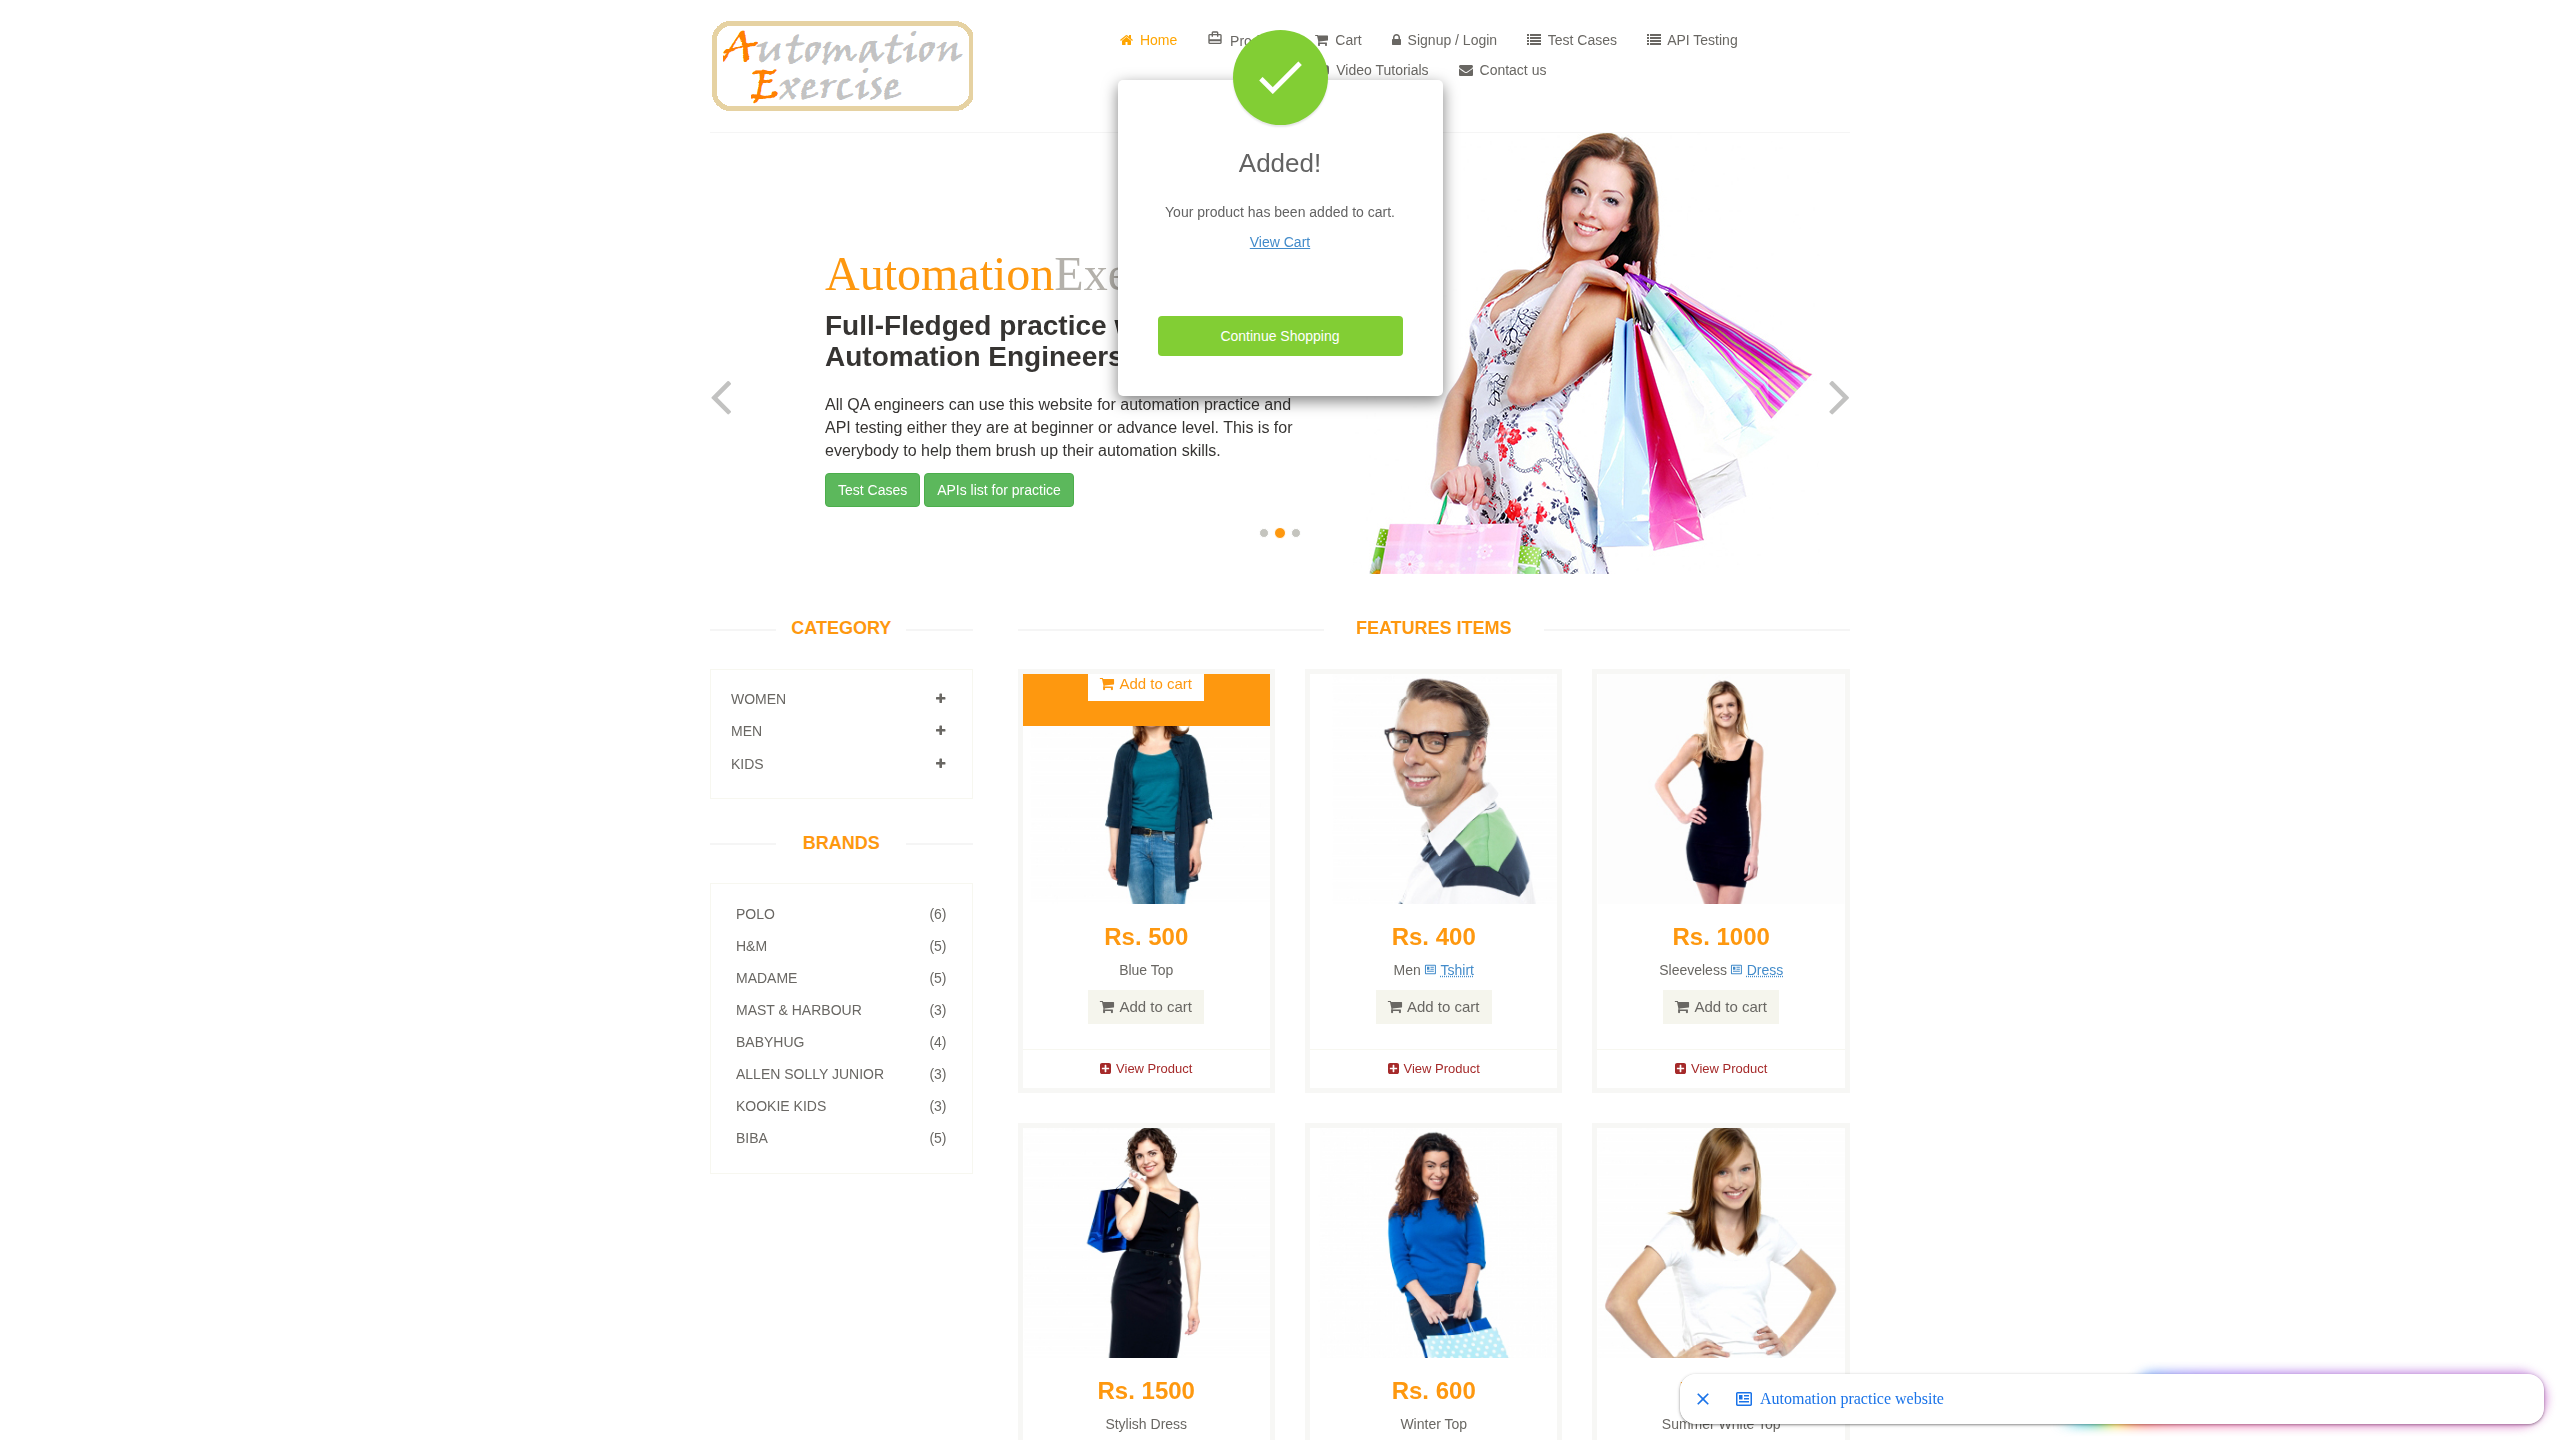 Automation
Exercise
Home
Cart
Signup / Login
Test Cases
API Testing
Video Tutorials
Contact us
Added!
Your product has been added to cart.
View Cart
Continue Shopping
AutomationExe
Full-Fledged practice
Automation Engineers
All QA engineers can use this website for automation practice and
API testing either they are at beginner or advance level. This is for
everybody to help them brush up their automation skills.
Test Cases
APIs list for practice
CATEGORY
WOMEN
MEN
KIDS
BRANDS
POLO (6)
H&M (5)
MADAME (5)
MAST & HARBOUR (3)
BABYHUG (4)
ALLEN SOLLY JUNIOR (3)
KOOKIE KIDS (3)
BIBA (5)
FEATURES ITEMS
Add to cart
Rs. 500
Blue Top
Add to cart
View Product
Rs. 400
Men Tshirt
Add to cart
View Product
Rs. 1000
Sleeveless Dress
Add to cart
View Product
Rs. 1500
Stylish Dress
Rs. 600
Winter Top
Summer White Top
Automation practice website